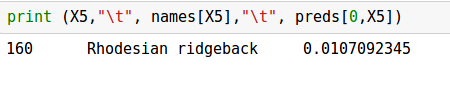 print (X5,"\t", names[X5],"\t", preds[0,X5])
160 Rhodesian ridgeback 0.0107092345